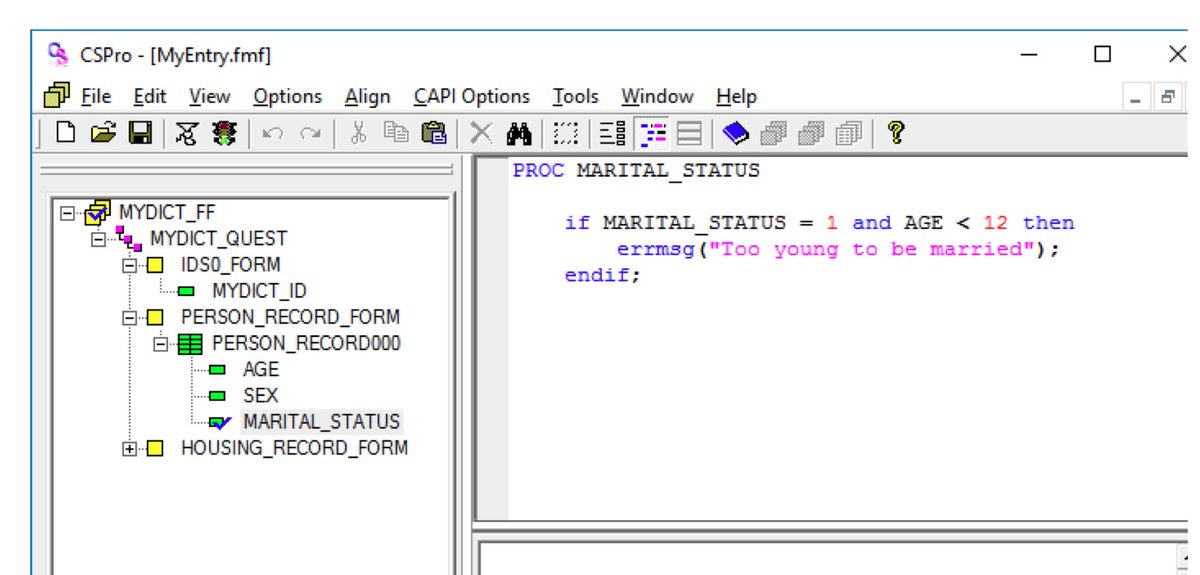 CSPro - [MyEntry.fmf]
File Edit View Options Align CAPI Options Tools Window Help
MYDICT_FF
MYDICT_QUEST
IDS0_FORM
MYDICT_ID
PERSON_RECORD_FORM
PERSON_RECORD000
AGE
SEX
MARITAL_STATUS
HOUSING_RECORD_FORM
PROC MARITAL_STATUS
if MARITAL_STATUS = 1 and AGE < 12 then
errmsg("Too young to be married");
endif;